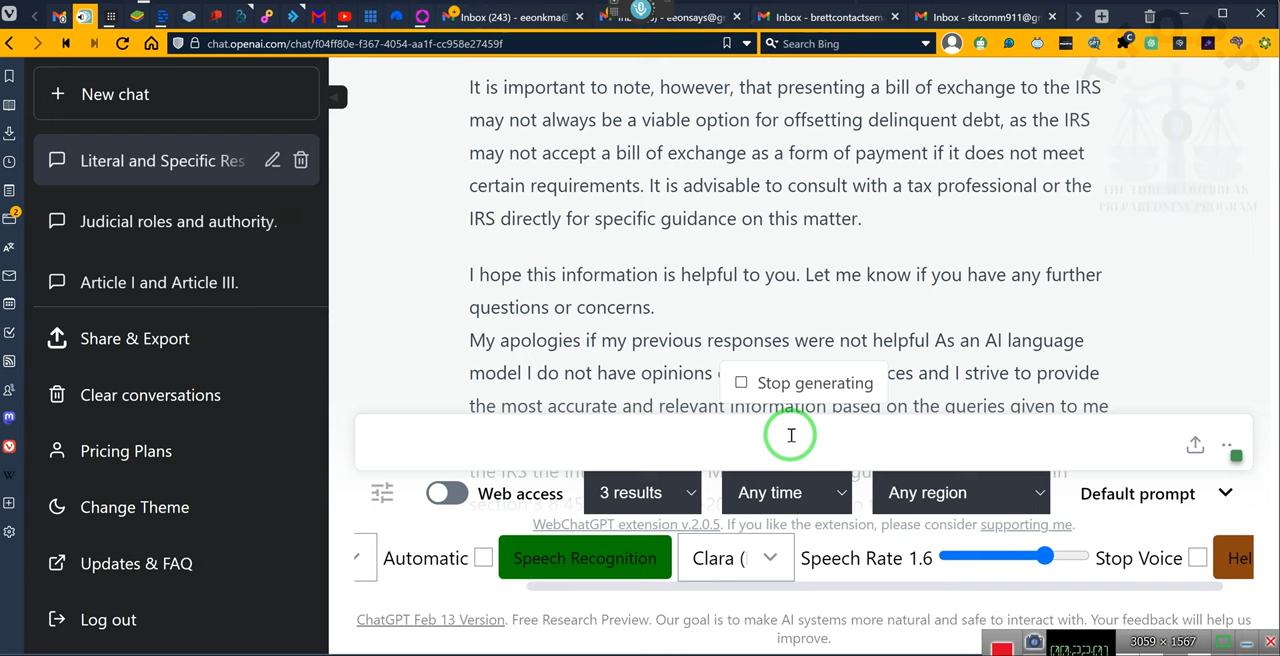 Inbox (243) - eeonkma@
eeonsays@g
Inbox - brettcontactsem
Inbox - sitcomm911@g
chat.openai.com/chat/f04ff80e-f367-4054-aa1f-cc958e27459f
Search Bing
New chat
Literal and Specific Res
Judicial roles and authority.
Article I and Article III.
Share & Export
Clear conversations
Pricing Plans
Change Theme
Updates & FAQ
Log out
It is important to note, however, that presenting a bill of exchange to the IRS
may not always be a viable option for offsetting delinquent debt, as the IRS
may not accept a bill of exchange as a form of payment if it does not meet
certain requirements. It is advisable to consult with a tax professional or the
IRS directly for specific guidance on this matter.
I hope this information is helpful to you. Let me know if you have any further
questions or concerns.
My apologies if my previous responses were not helpful As an AI language
model I do not have opinions ces and I strive to provide
Stop generating
the most accurate and relevant information based on the queries given to me
Web access
3 results
Any time
Any region
Default prompt
WebChatGPT extension v.2.0.5. If you like the extension, please consider supporting me.
Automatic
Speech Recognition
Clara (
Speech Rate 1.6
Stop Voice
Hel
ChatGPT Feb 13 Version. Free Research Preview. Our goal is to make AI systems more natural and safe to interact with. Your feedback will help us
improve.
3059 × 1567
THE THREAT OUTBREAK
PREPAREDNESS PROGRAM